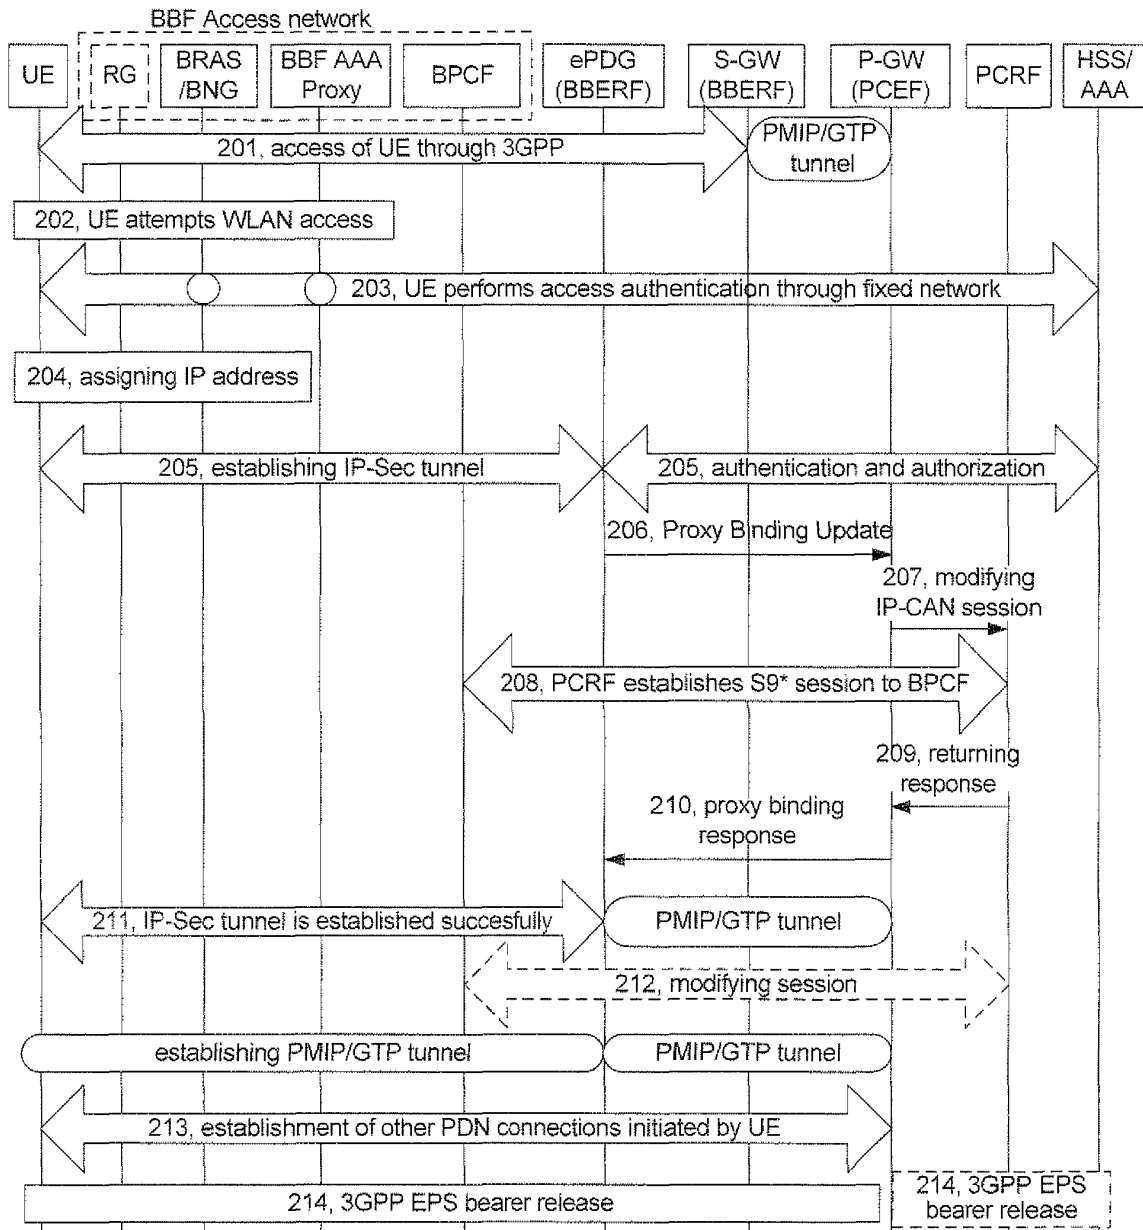 BBF Access network
UE
RG
BRAS
/BNG
BBF AAA
Proxy
BPCF
ePDG
(BBERF)
S-GW
(BBERF)
P-GW
(PCEF)
PCRF
HSS/
AAA
201, access of UE through 3GPP
PMIP/GTP
tunnel
202, UE attempts WLAN access
203, UE performs access authentication through fixed network
204, assigning IP address
205, establishing IP-Sec tunnel
205, authentication and authorization
206, Proxy Binding Update
207, modifying
IP-CAN session
208, PCRF establishes S9* session to BPCF
209, returning
response
210, proxy binding
response
211, IP-Sec tunnel is established succesfully
PMIP/GTP tunnel
212, modifying session
establishing PMIP/GTP tunnel
PMIP/GTP tunnel
213, establishment of other PDN connections initiated by UE
214, 3GPP EPS bearer release
214, 3GPP EPS
bearer release